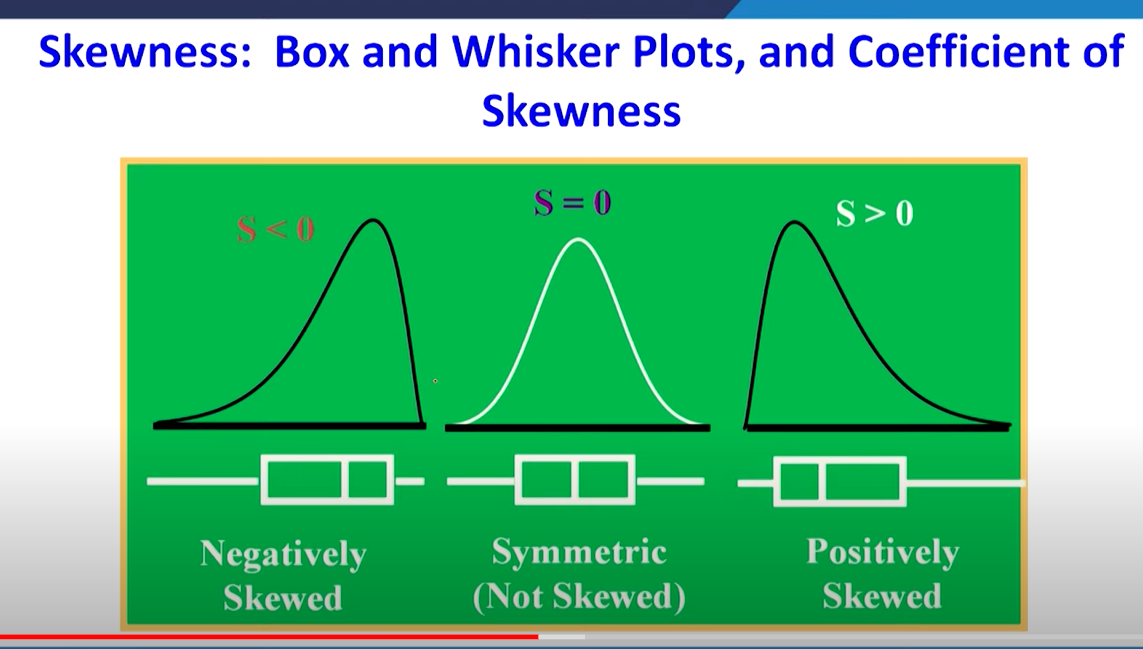 Skewness: Box and Whisker Plots, and Coefficient of
Skewness
S < 0
S = 0
S > 0
Negatively
Skewed
Symmetric
(Not Skewed)
Positively
Skewed